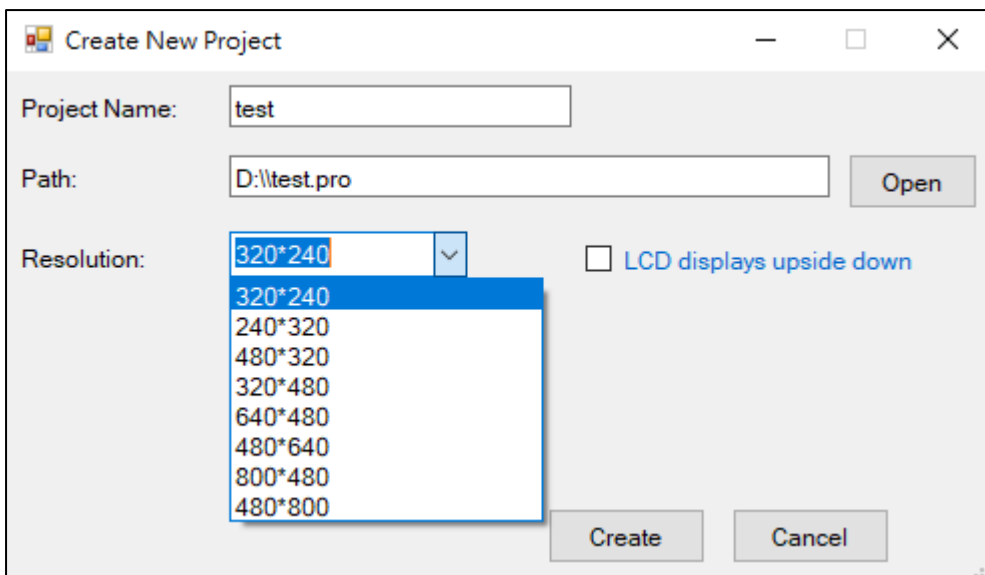 Create New Project
Project Name: test
Path: D:\\test.pro Open
Resolution: 320*240 LCD displays upside down
320*240
240*320
480*320
320*480
640*480
480*640
800*480
480*800
Create Cancel